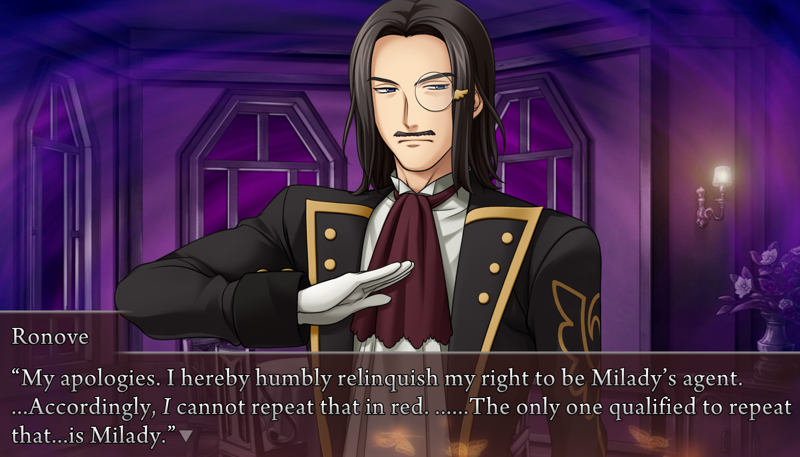 Ronove
“My apologies. I hereby humbly relinquish my right to be Milady’s agent.
...Accordingly, I cannot repeat that in red. ......The only one qualified to repeat
that...is Milady.”